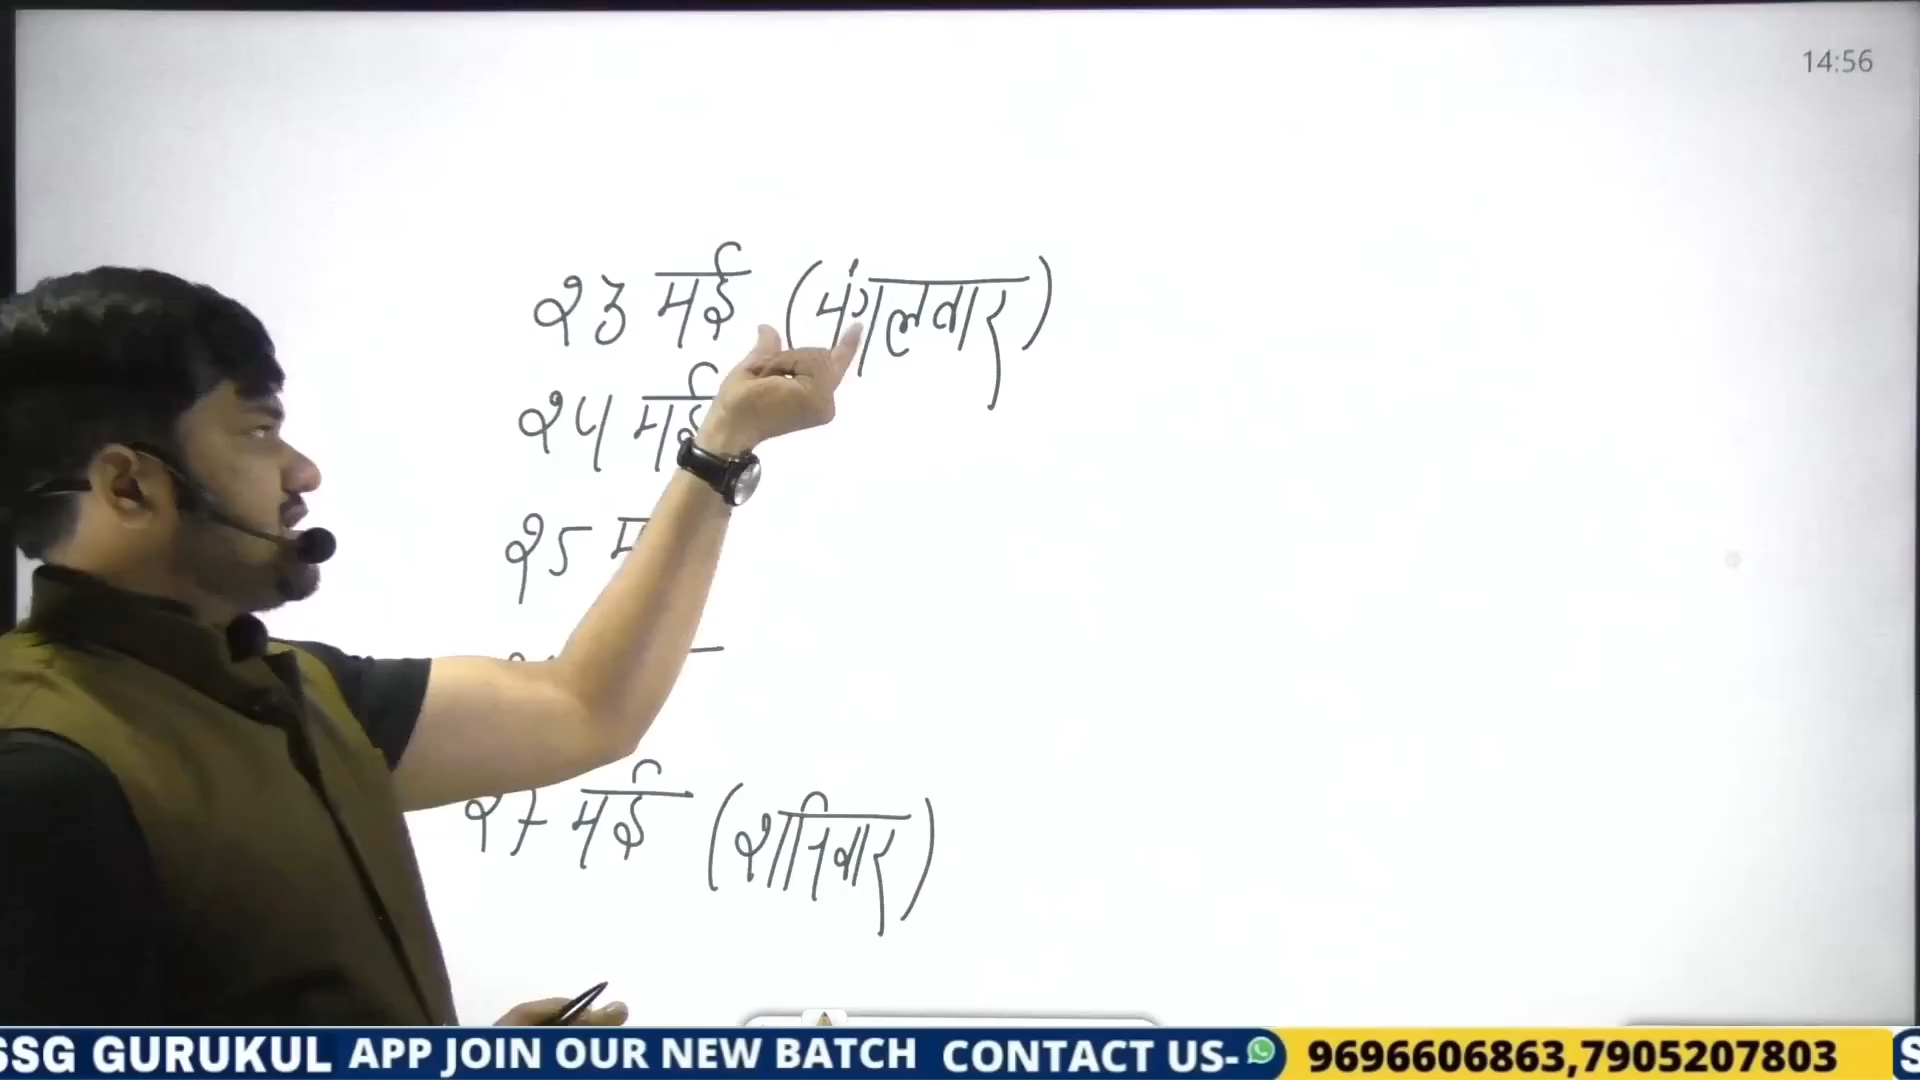 14:56
२३ मई (मंगलवार)
२४ मई
२५
२७ मई (शनिवार)
SSG GURUKUL APP JOIN OUR NEW BATCH CONTACT US- 9696606863,7905207803